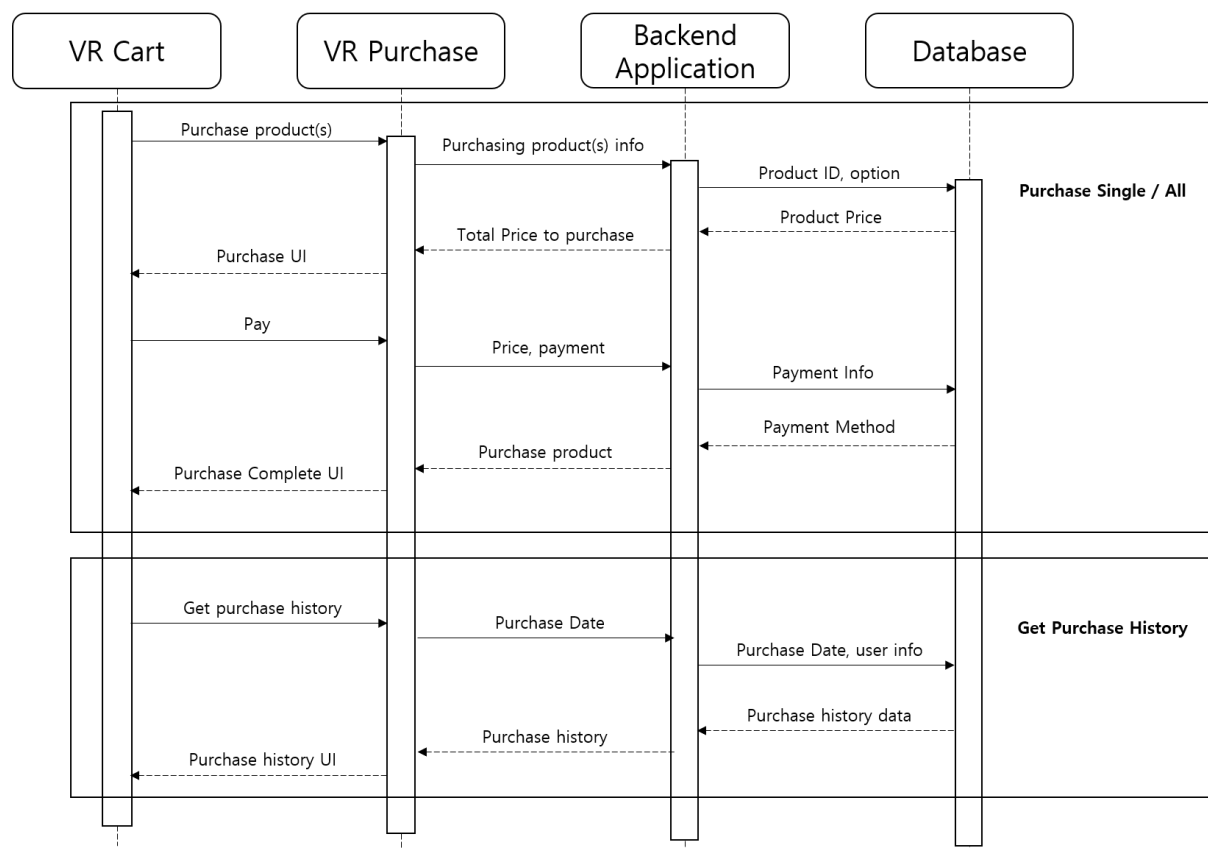 VR Cart
VR Purchase
Backend
Application
Database
Purchase product(s)
Purchasing product(s) info
Product ID, option
Purchase Single / All
Product Price
Total Price to purchase
Purchase UI
Pay
Price, payment
Payment Info
Payment Method
Purchase product
Purchase Complete UI
Get purchase history
Purchase Date
Get Purchase History
Purchase Date, user info
Purchase history data
Purchase history
Purchase history UI